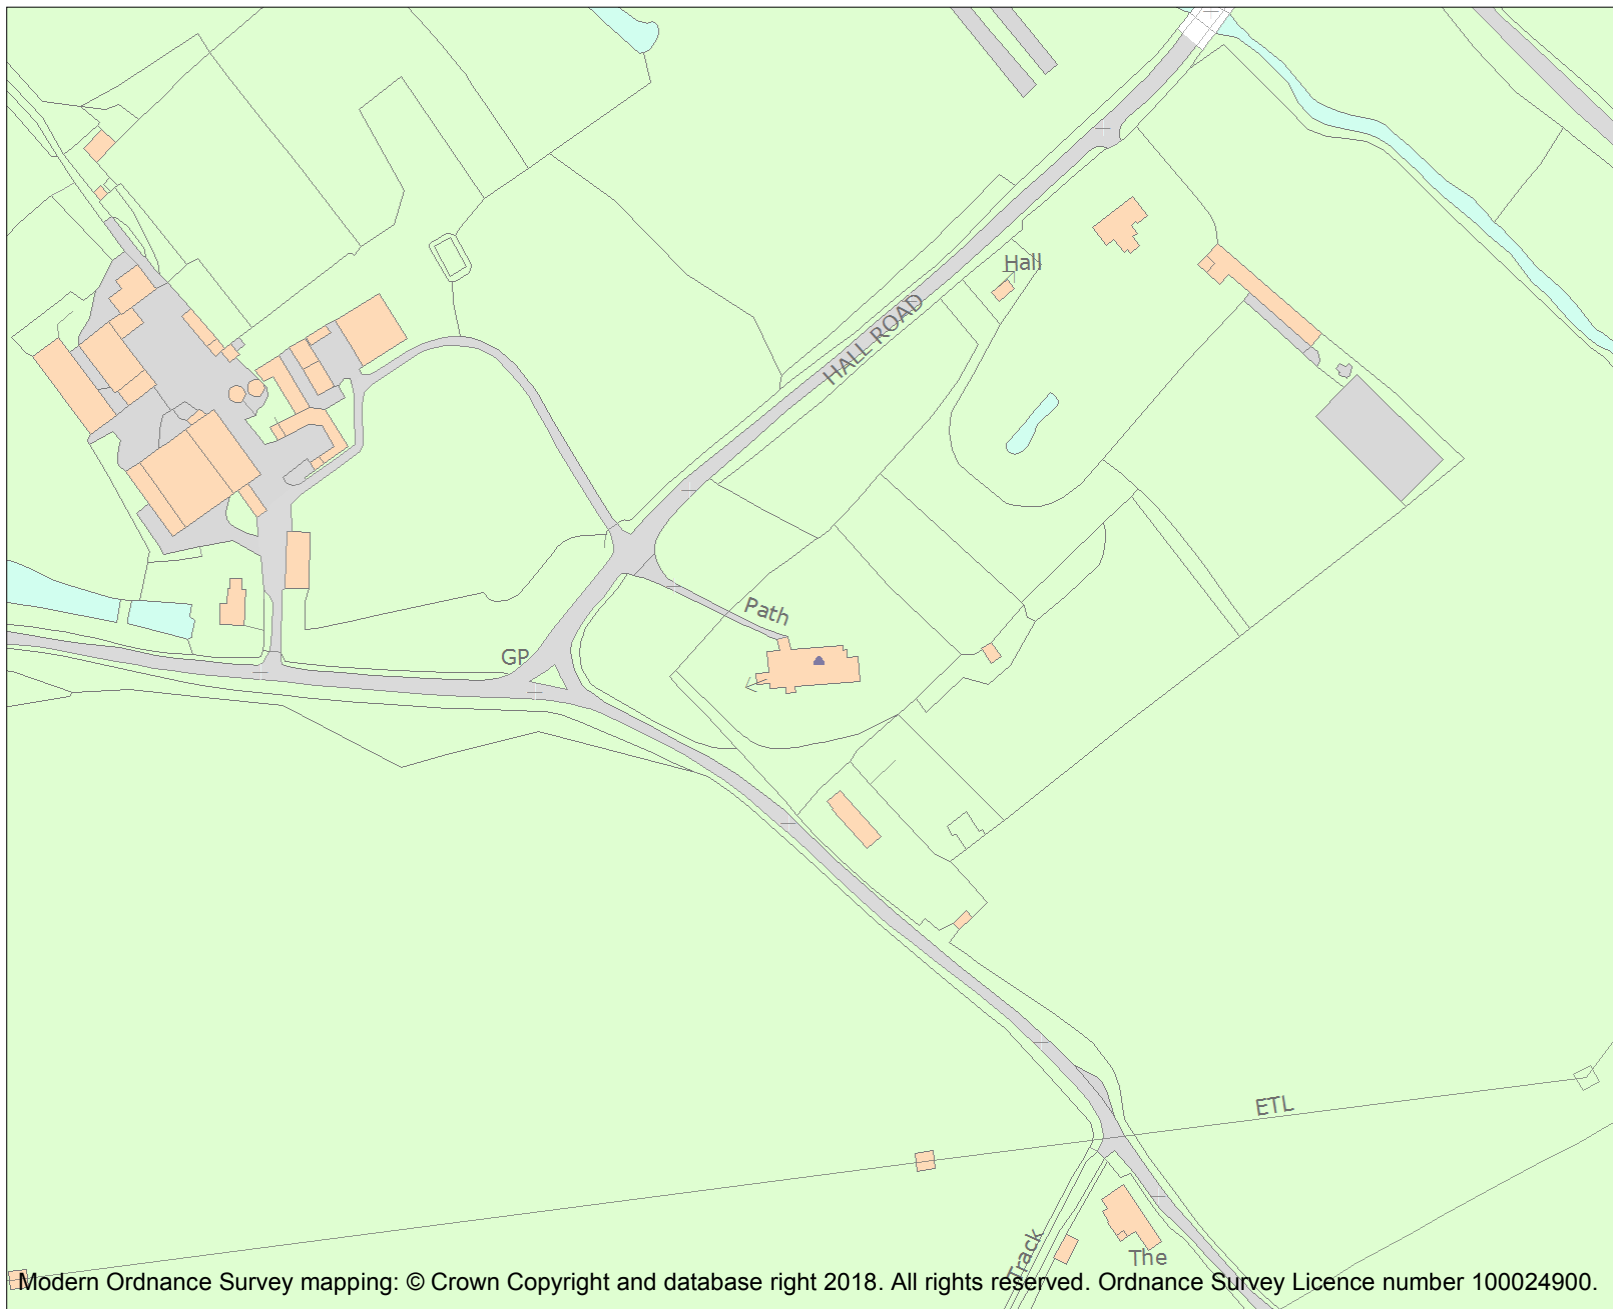 Hall
HALL ROAD
Path
GP
ETL
Track
The
Modern Ordnance Survey mapping: © Crown Copyright and database right 2018. All rights reserved. Ordnance Survey Licence number 100024900.